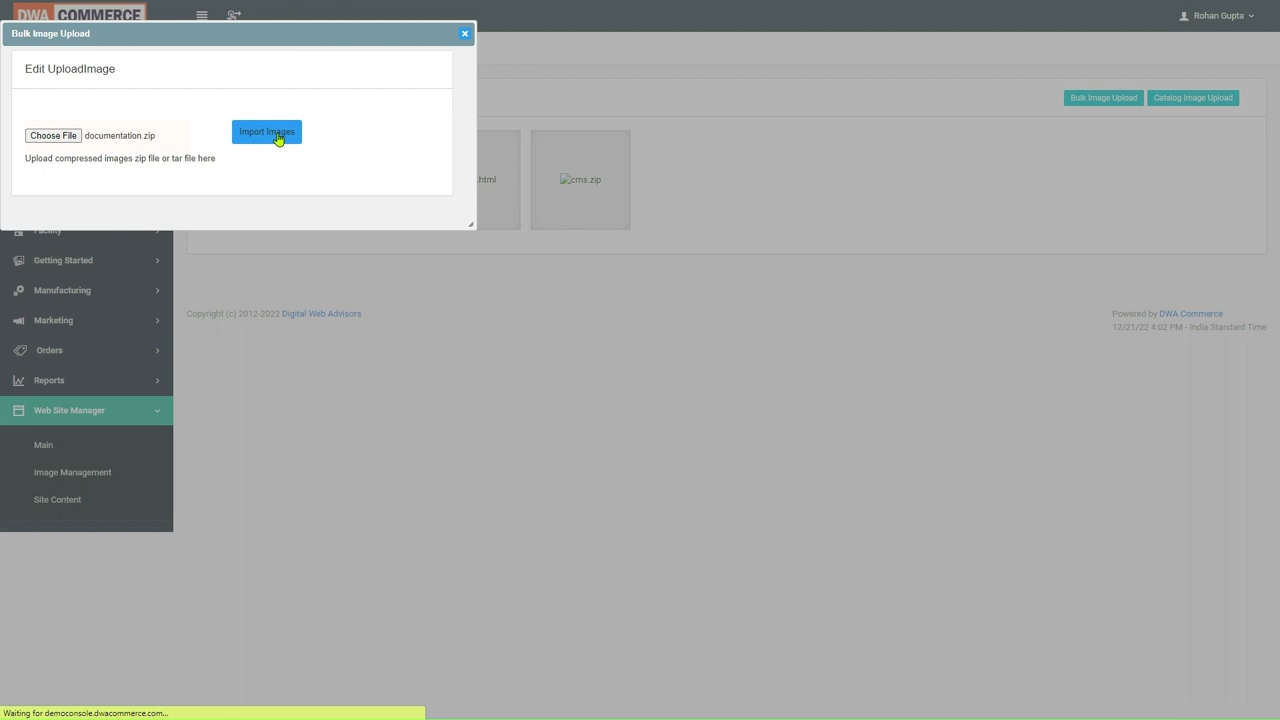 DWA COMMERCE
Rohan Gupta
Bulk Image Upload
Edit UploadImage
Bulk Image Upload
Catalog Image Upload
Choose File documentation.zip
Import Images
Upload compressed images zip file or tar file here
.html
cms.zip
Facility
Getting Started
Manufacturing
Marketing
Orders
Reports
Web Site Manager
Main
Image Management
Site Content
Copyright (c) 2012-2022 Digital Web Advisors
Powered by DWA Commerce
12/21/22 4:02 PM - India Standard Time
Waiting for democonsole.dwacommerce.com...